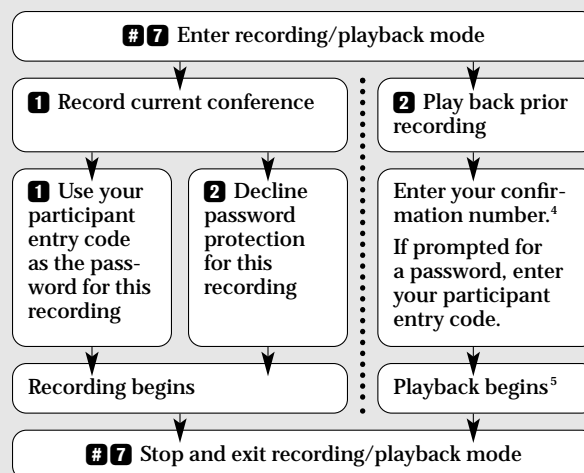 #7 Enter recording/playback mode
1 Record current conference
2 Play back prior
recording
1 Use your
participant
entry code
as the pass-
word for this
recording
2 Decline
password
protection
for this
recording
Enter your confir-
mation number.4
If prompted for
a password, enter
your participant
entry code.
Recording begins
Playback begins5
#7 Stop and exit recording/playback mode